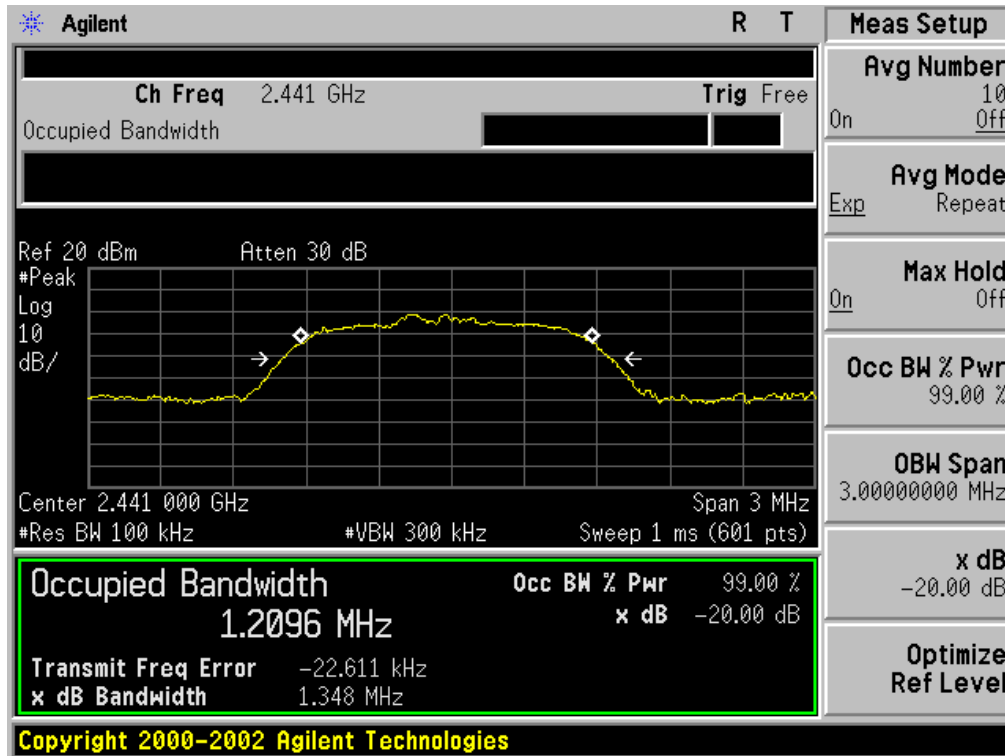 Agilent R T
Ch Freq 2.441 GHz Trig Free
Occupied Bandwidth
Ref 20 dBm Atten 30 dB
#Peak
Log
10
dB/
Center 2.441 000 GHz Span 3 MHz
#Res BW 100 kHz #VBW 300 kHz Sweep 1 ms (601 pts)
Occupied Bandwidth
1.2096 MHz
Occ BW % Pwr 99.00 %
x dB -20.00 dB
Transmit Freq Error -22.611 kHz
x dB Bandwidth 1.348 MHz
Meas Setup
Avg Number
10
On Off
Avg Mode
Exp Repeat
Max Hold
On Off
Occ BW % Pwr
99.00 %
OBW Span
3.00000000 MHz
x dB
-20.00 dB
Optimize
Ref Level
Copyright 2000-2002 Agilent Technologies